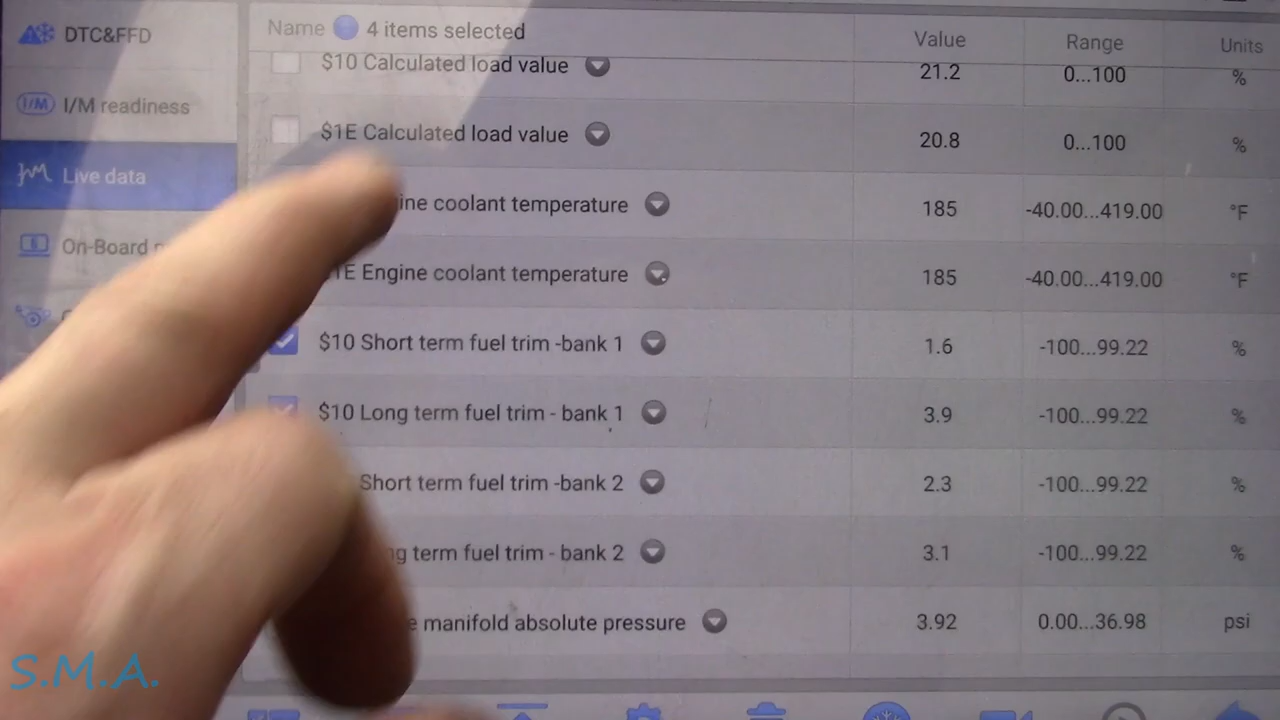 DTC&FFD
I/M readiness
Live data
On-Board
Name 4 items selected Value Range Units
$10 Calculated load value 21.2 0...100 %
$1E Calculated load value 20.8 0...100 %
ine coolant temperature 185 -40.00...419.00 °F
1E Engine coolant temperature 185 -40.00...419.00 °F
$10 Short term fuel trim -bank 1 1.6 -100...99.22 %
$10 Long term fuel trim - bank 1 3.9 -100...99.22 %
Short term fuel trim -bank 2 2.3 -100...99.22 %
ng term fuel trim - bank 2 3.1 -100...99.22 %
e manifold absolute pressure 3.92 0.00...36.98 psi
S.M.A.